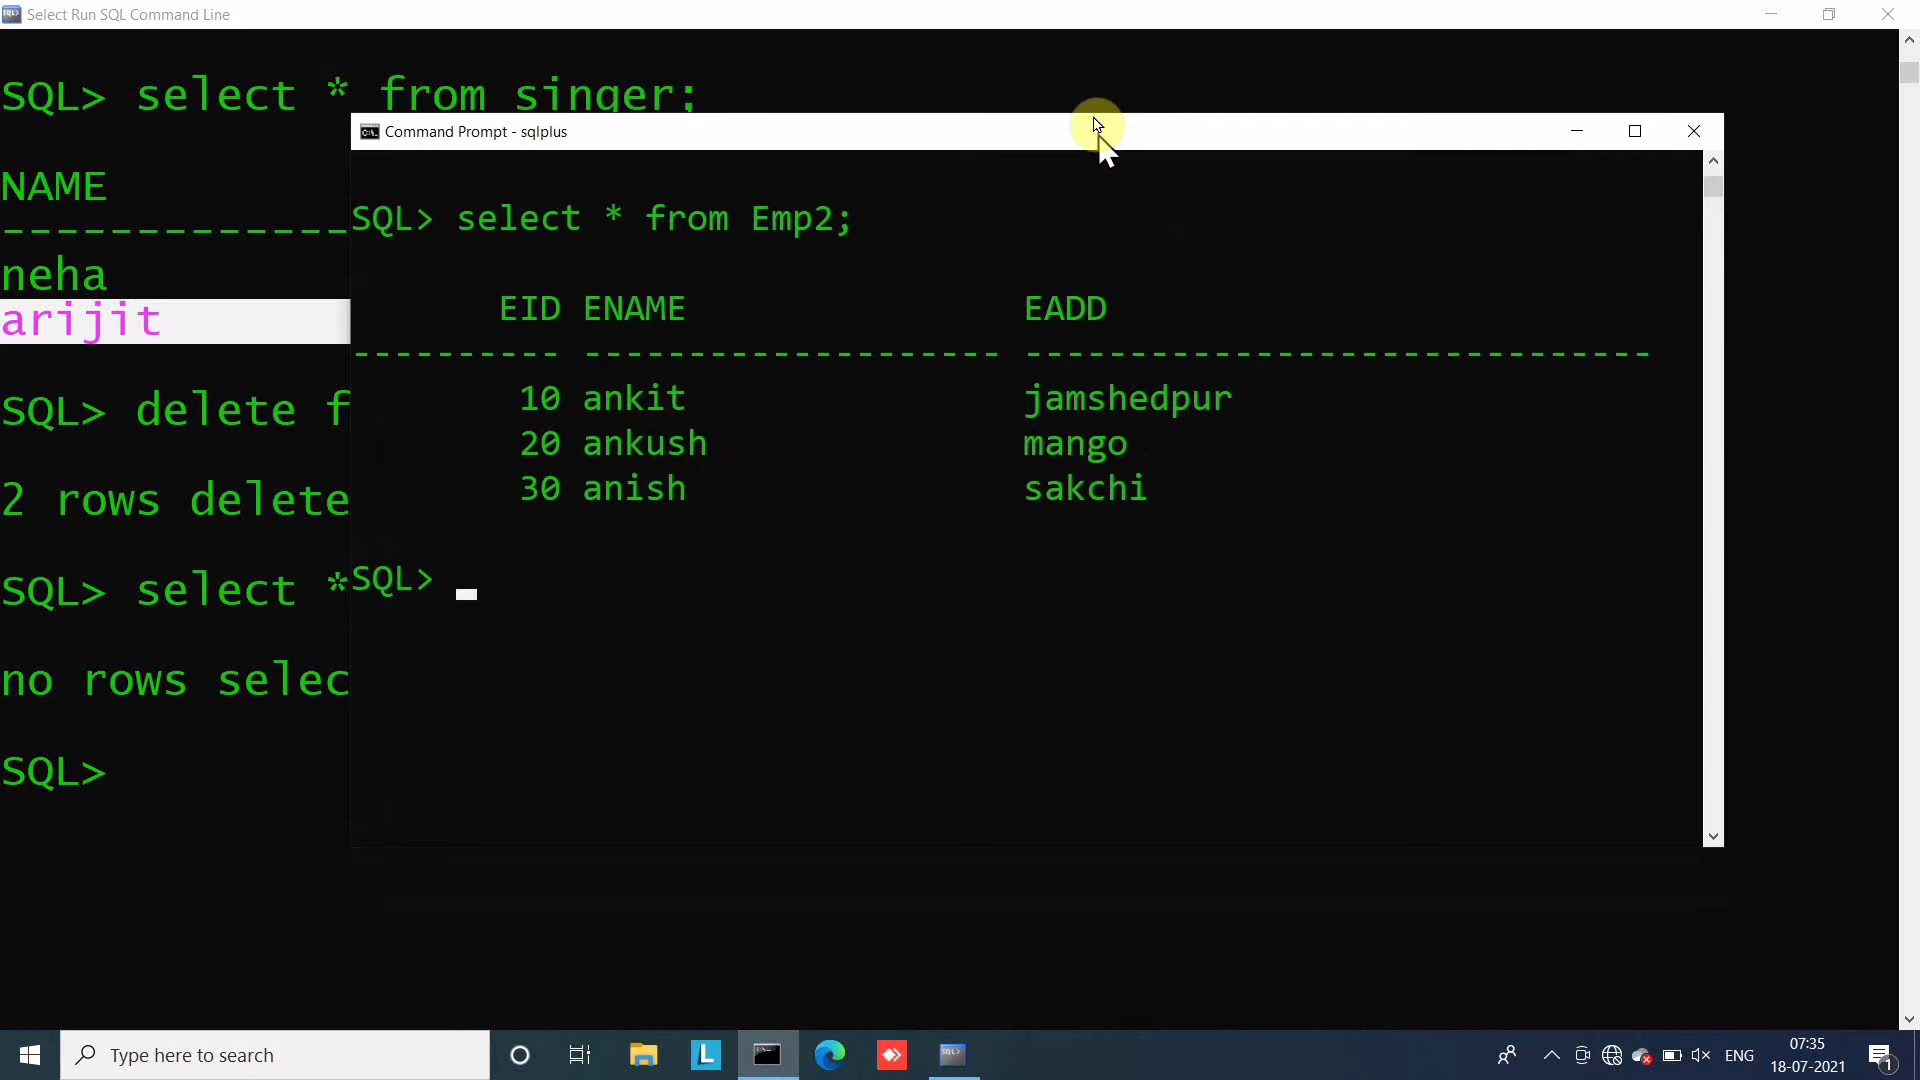 Select Run SQL Command Line
SQL> select * from singer;
NAME
--------------
neha
arijit
SQL> delete f
2 rows delete
SQL> select *
no rows selec
SQL>
Command Prompt - sqlplus
SQL> select * from Emp2;
EID ENAME EADD
---------- -------------------- ------------------------------
10 ankit jamshedpur
20 ankush mango
30 anish sakchi
SQL>
Type here to search
ENG
07:35
18-07-2021
1